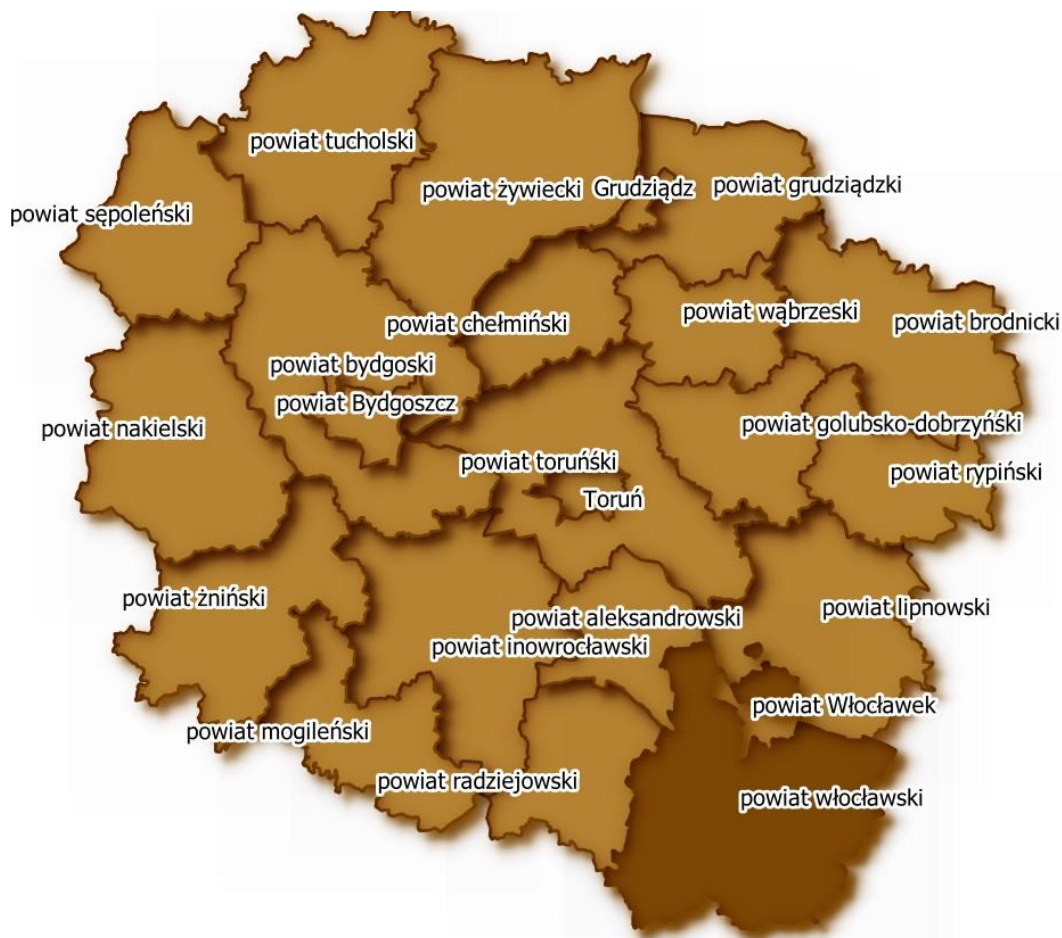 powiat tucholski
powiat żywiecki
Grudziądz
powiat grudziądzki
powiat sępoleński
powiat chełmiński
powiat wąbrzeski
powiat brodnicki
powiat bydgoski
powiat Bydgoszcz
powiat nakielski
powiat golubsko-dobrzyńśki
powiat toruńśki
powiat rypiński
Toruń
powiat żniński
powiat aleksandrowski
powiat lipnowski
powiat inowrocławski
powiat Włocławek
powiat mogileński
powiat radziejowski
powiat włocławski